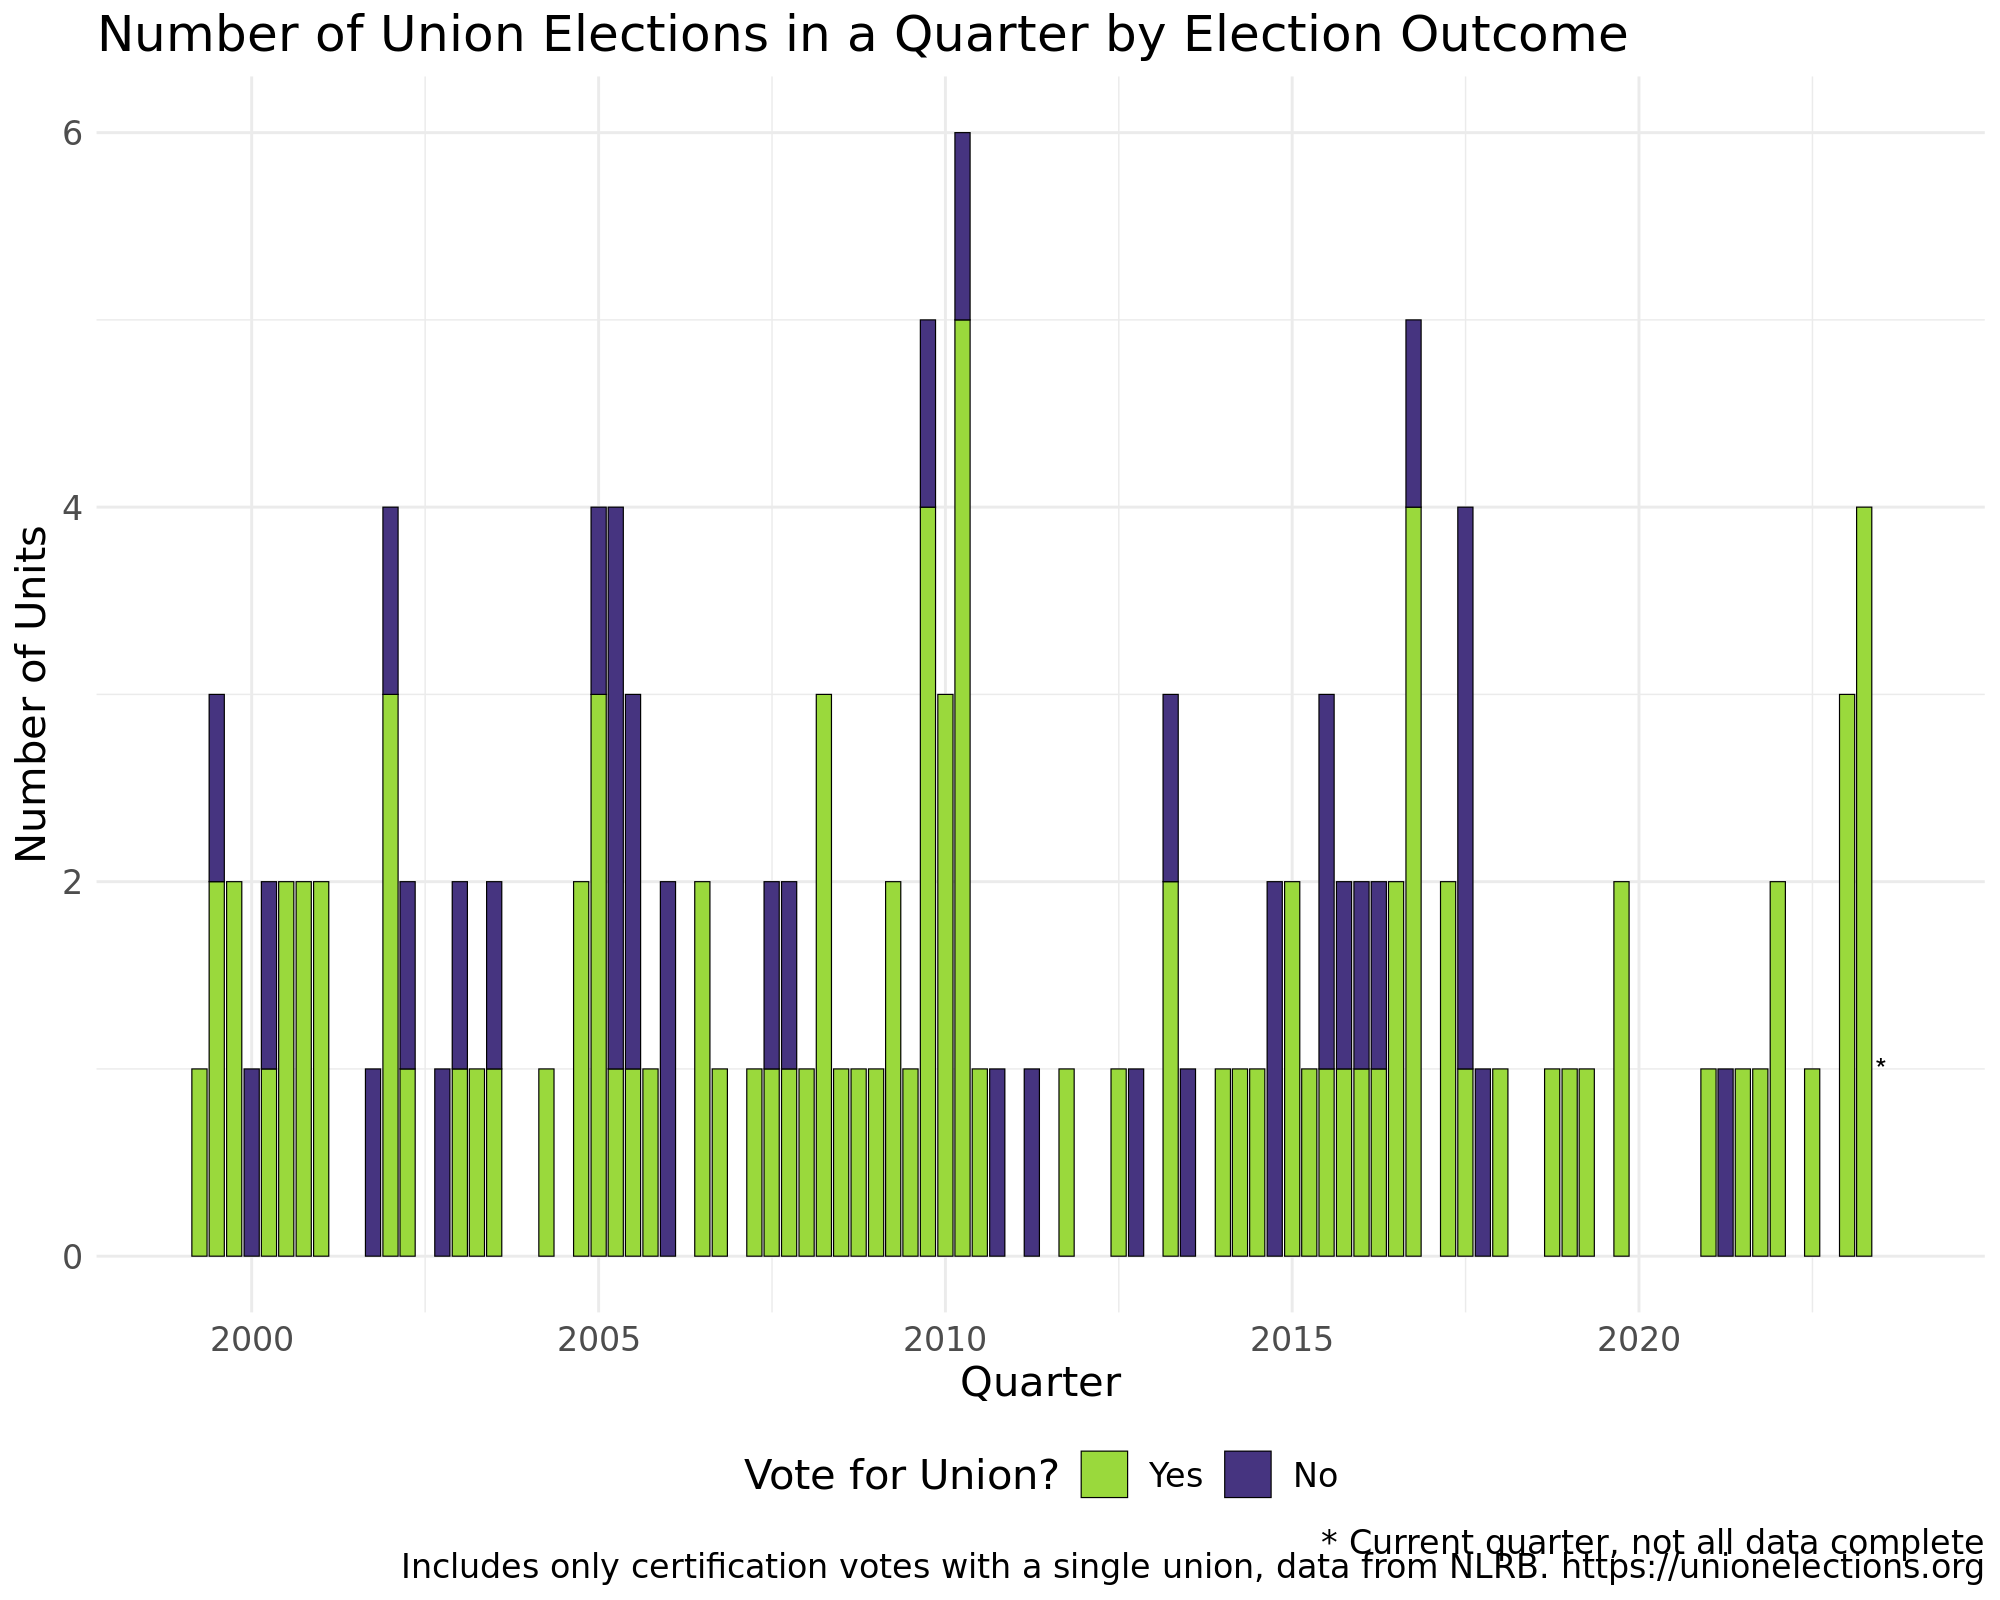 Number of Union Elections in a Quarter by Election Outcome
Number of Units
6
4
2
0
*
2000 2005 2010 2015 2020
Quarter
Vote for Union? Yes No
* Current quarter, not all data complete
Includes only certification votes with a single union, data from NLRB. https://unionelections.org